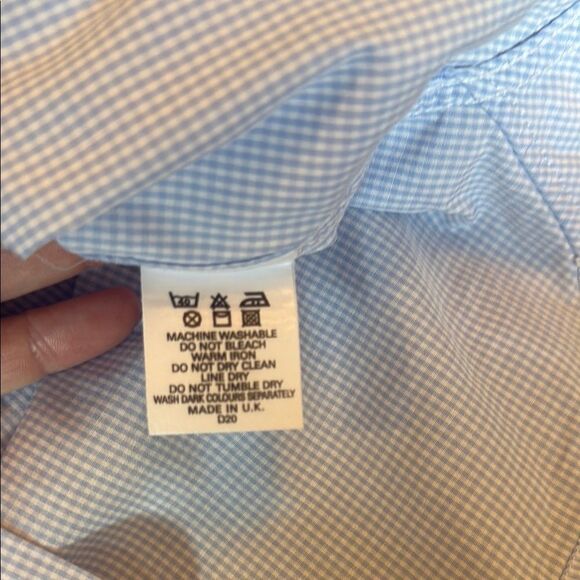 40
MACHINE WASHABLE
DO NOT BLEACH
WARM IRON
DO NOT DRY CLEAN
LINE DRY
DO NOT TUMBLE DRY
WASH DARK COLOURS SEPARATELY
MADE IN U.K.
D20